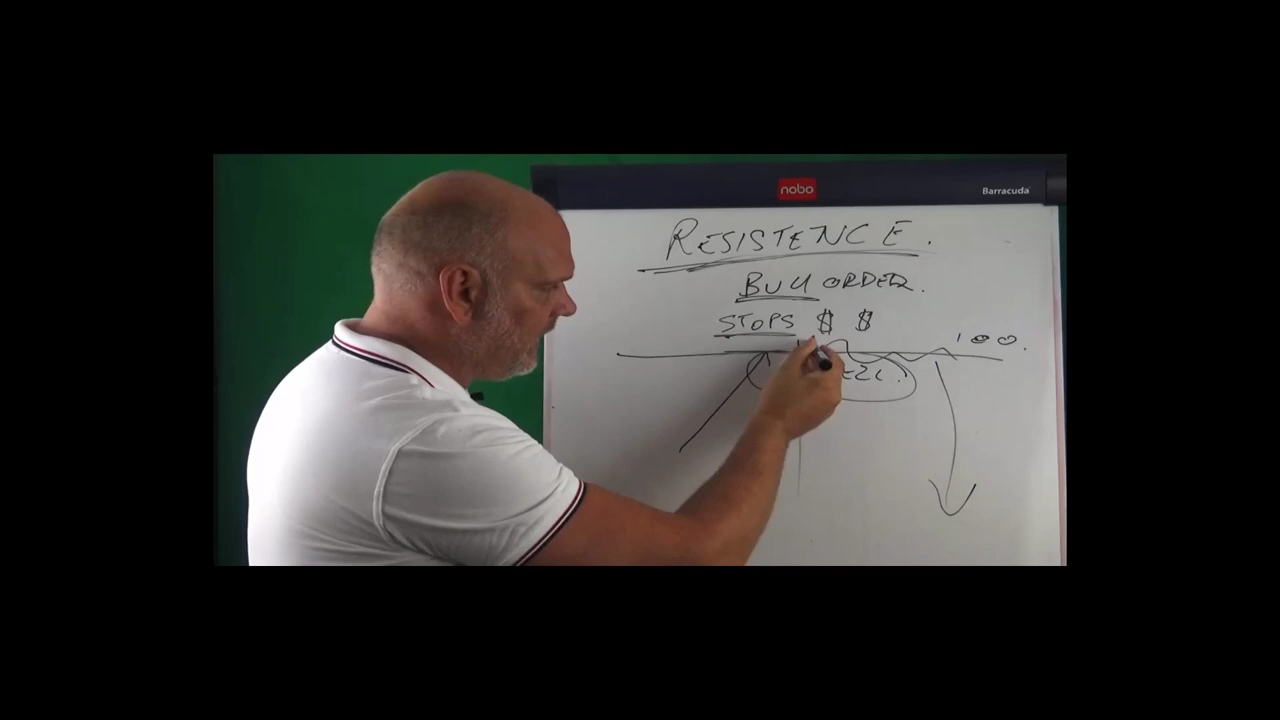 nobo
Barracuda
RESISTENCE.
BUY ORDER.
STOPS $ $
100.